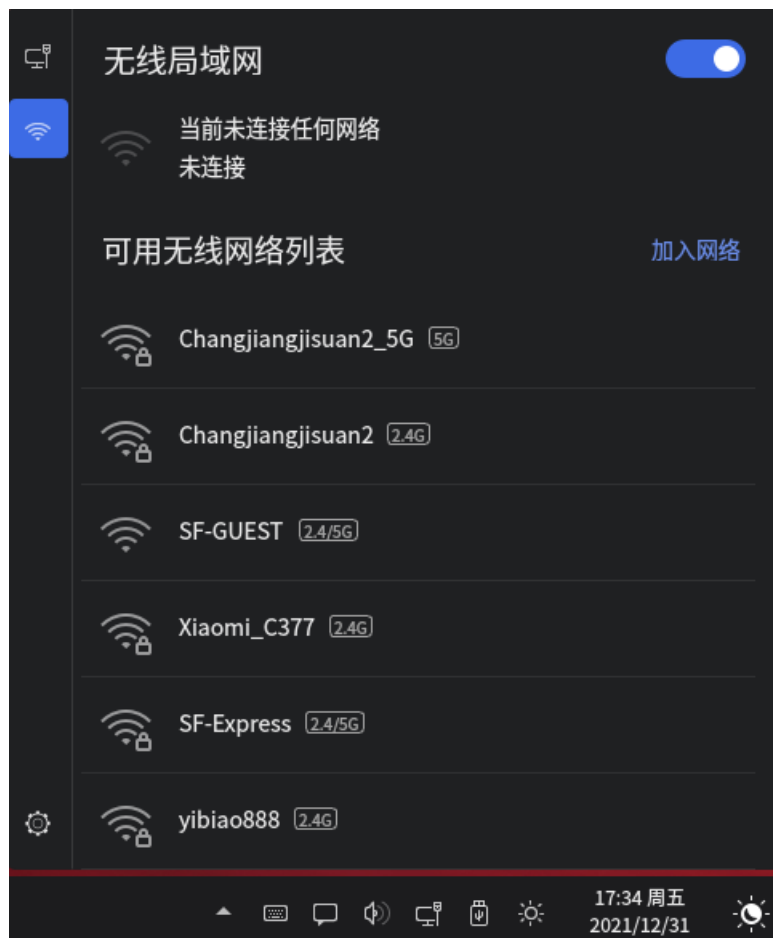 无线局域网
当前未连接任何网络
未连接
可用无线网络列表 加入网络
Changjiangjisuan2_5G 5G
Changjiangjisuan2 2.4G
SF-GUEST 2.4/5G
Xiaomi_C377 2.4G
SF-Express 2.4/5G
yibiao888 2.4G
17:34 周五
2021/12/31